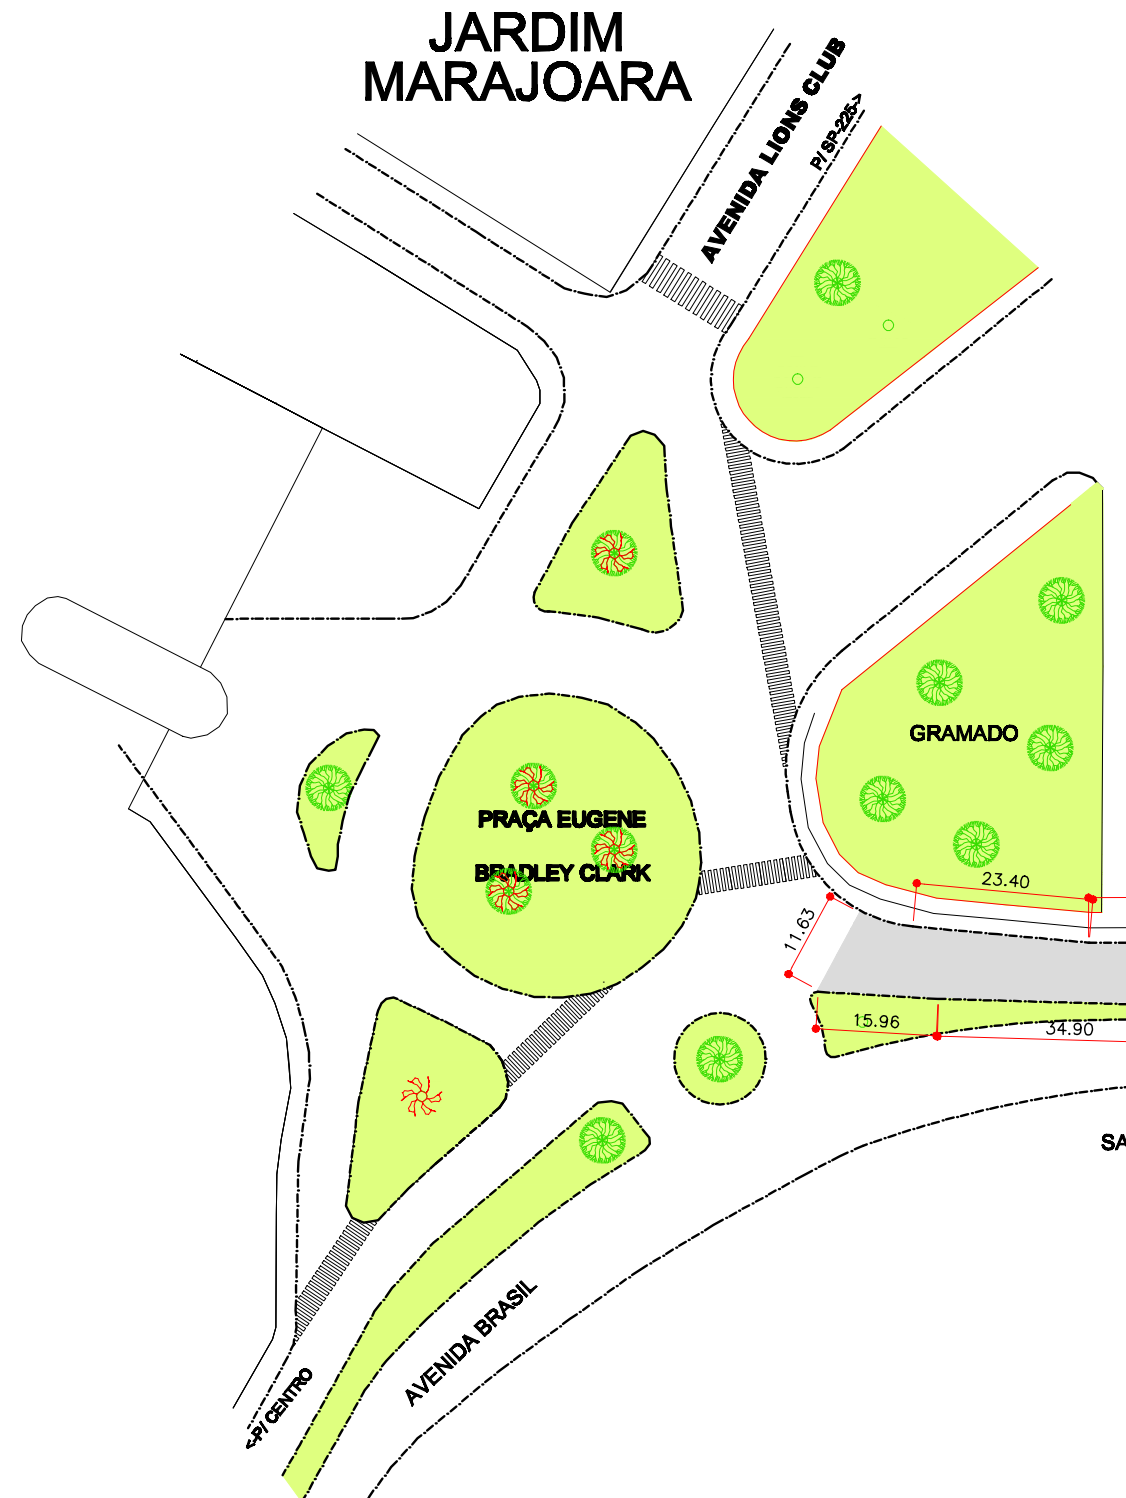 JARDIM
MARAJOARA
AVENIDA LIONS CLUB
P/ SP-225->
GRAMADO
PRAÇA EUGENE
BRADLEY CLARK
23.40
11.63
15.96
34.90
SA
AVENIDA BRASIL
<-P/ CENTRO